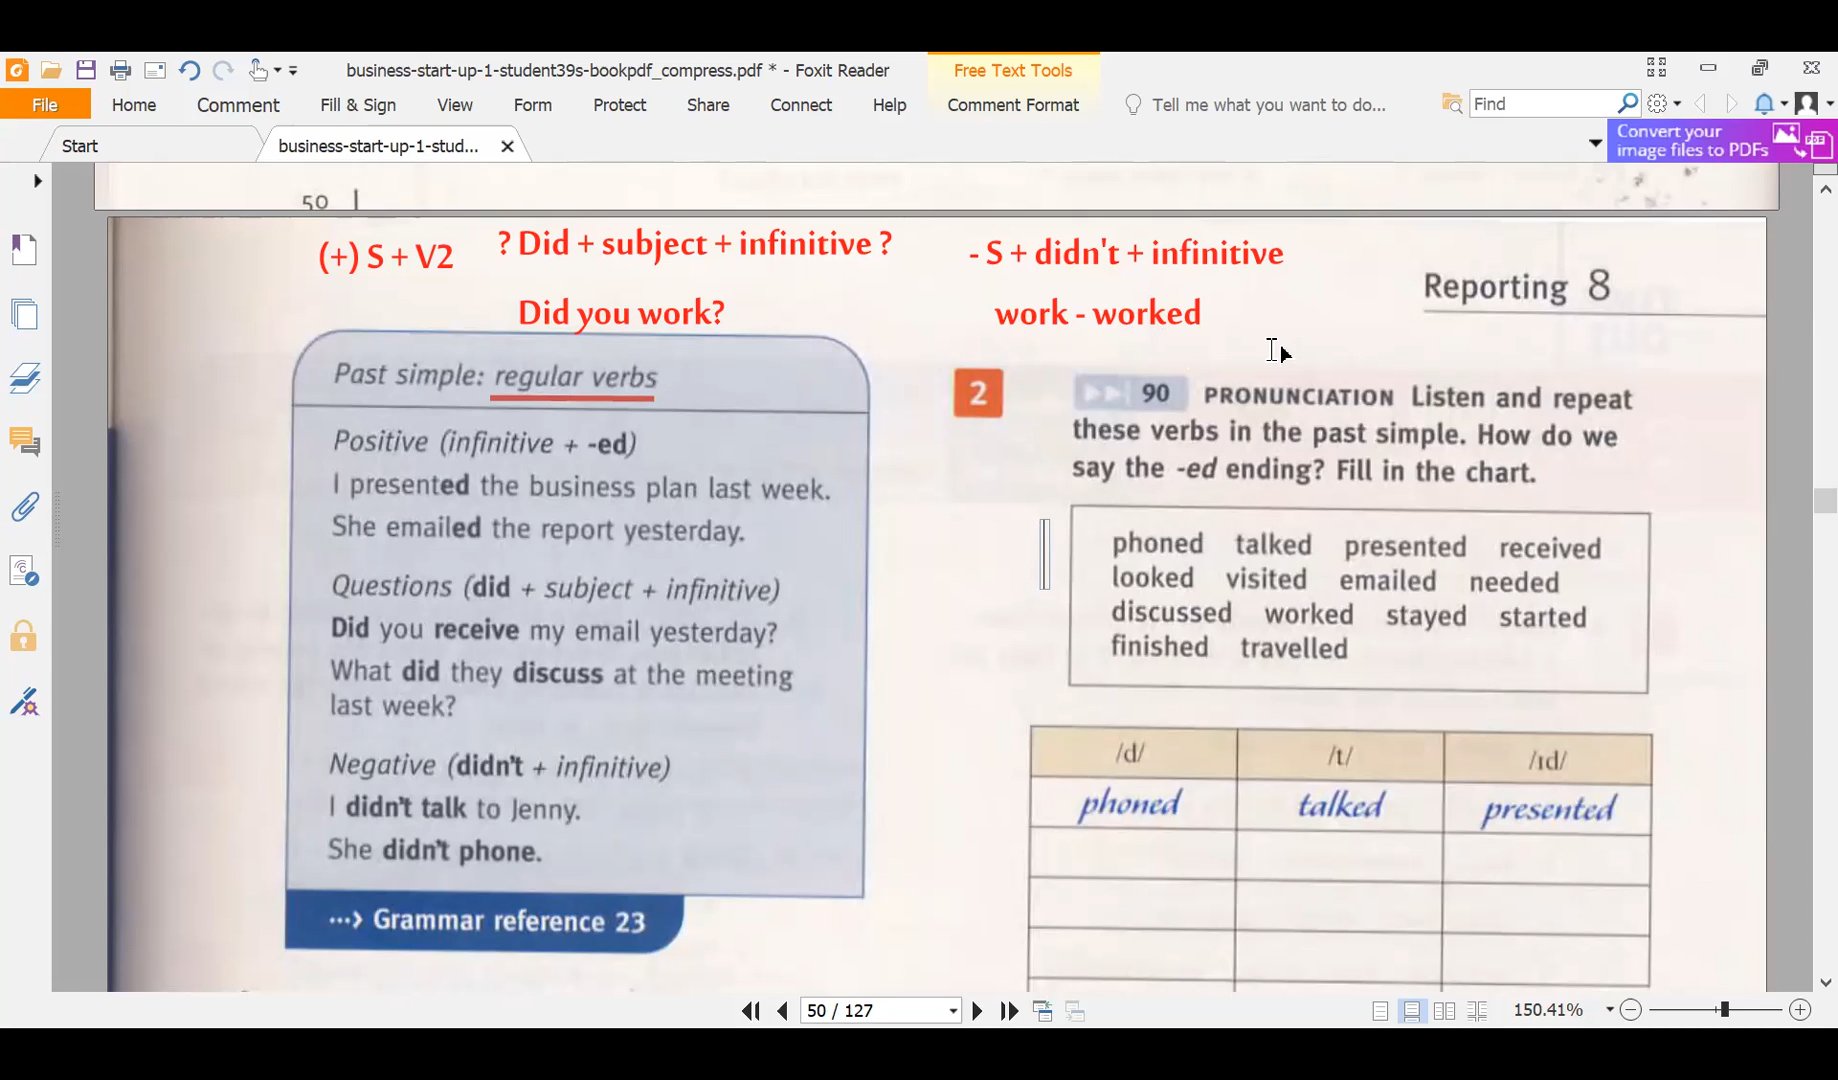 business-start-up-1-student39s-bookpdf_compress.pdf * - Foxit Reader
Free Text Tools
File Home Comment Fill & Sign View Form Protect Share Connect Help Comment Format Tell me what you want to do... Find
Start business-start-up-1-stud...
Convert your
image files to PDFs
50
(+) S + V2 ? Did + subject + infinitive ? - S + didn't + infinitive
Did you work? work - worked
Reporting 8
Past simple: regular verbs
Positive (infinitive + -ed)
I presented the business plan last week.
She emailed the report yesterday.
Questions (did + subject + infinitive)
Did you receive my email yesterday?
What did they discuss at the meeting
last week?
Negative (didn't + infinitive)
I didn't talk to Jenny.
She didn't phone.
Grammar reference 23
2 90 PRONUNCIATION Listen and repeat
these verbs in the past simple. How do we
say the -ed ending? Fill in the chart.
phoned talked presented received
looked visited emailed needed
discussed worked stayed started
finished travelled
/d/ /t/ /ɪd/
phoned talked presented
50 / 127
150.41%